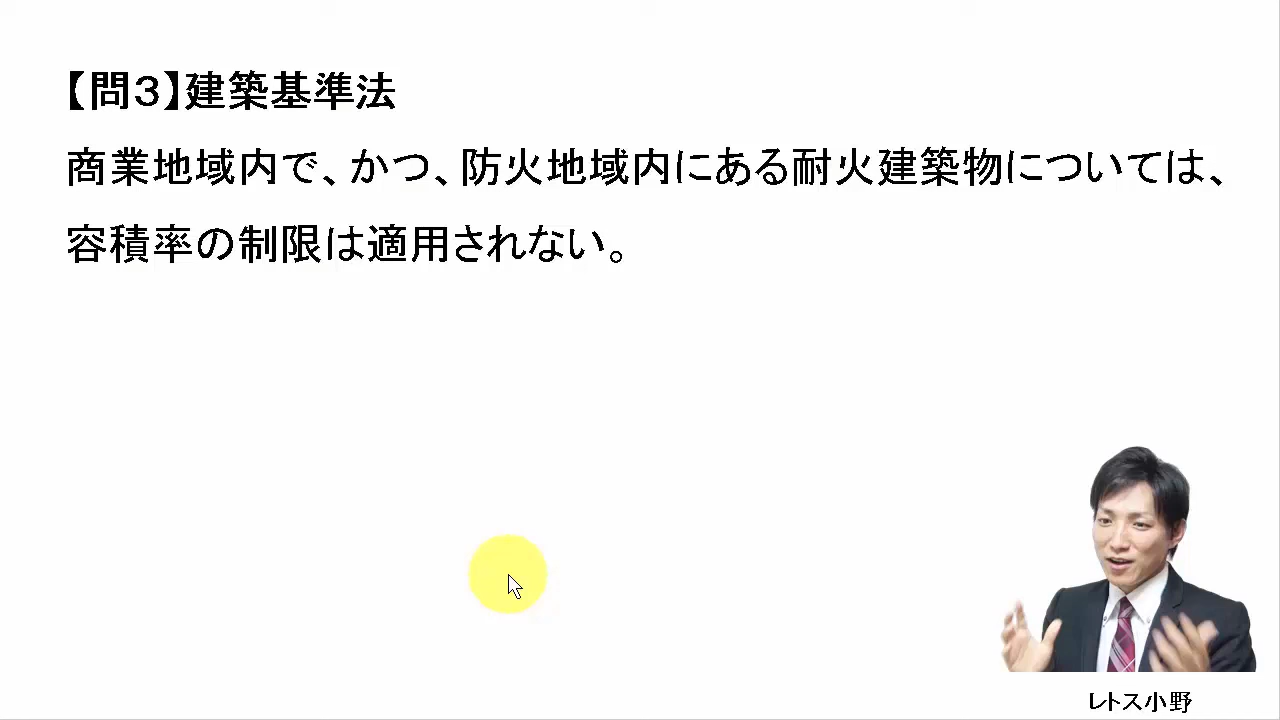 【問３】建築基準法
商業地域内で、かつ、防火地域内にある耐火建築物については、
容積率の制限は適用されない。
レトス小野